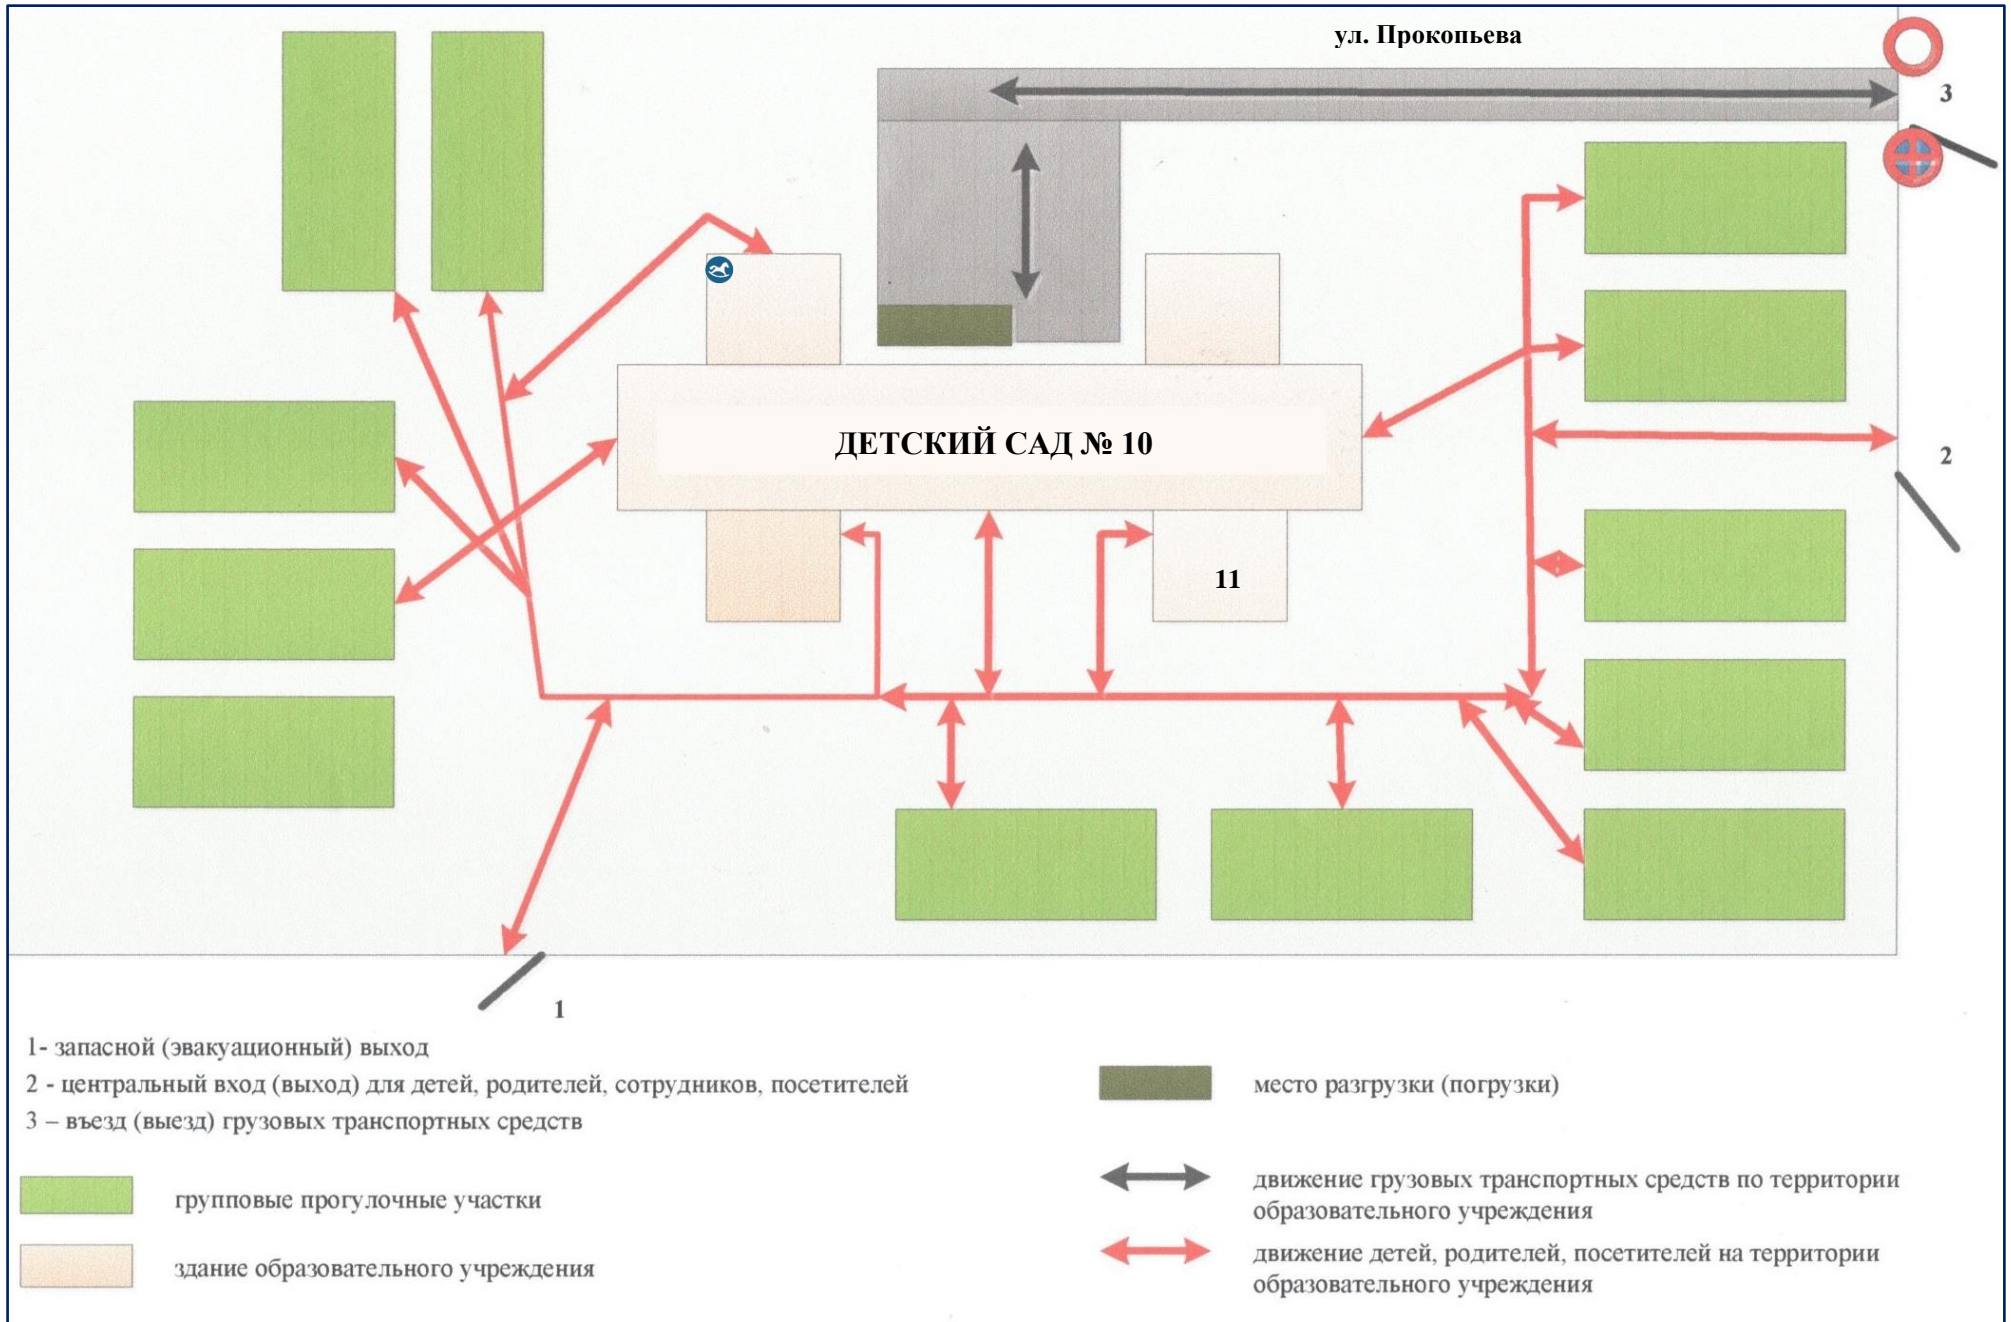 ул. Прокопьева
3
ДЕТСКИЙ САД № 10
2
11
1
1- запасной (эвакуационный) выход
2 - центральный вход (выход) для детей, родителей, сотрудников, посетителей
3 – въезд (выезд) грузовых транспортных средств
групповые прогулочные участки
здание образовательного учреждения
место разгрузки (погрузки)
движение грузовых транспортных средств по территории
образовательного учреждения
движение детей, родителей, посетителей на территории
образовательного учреждения